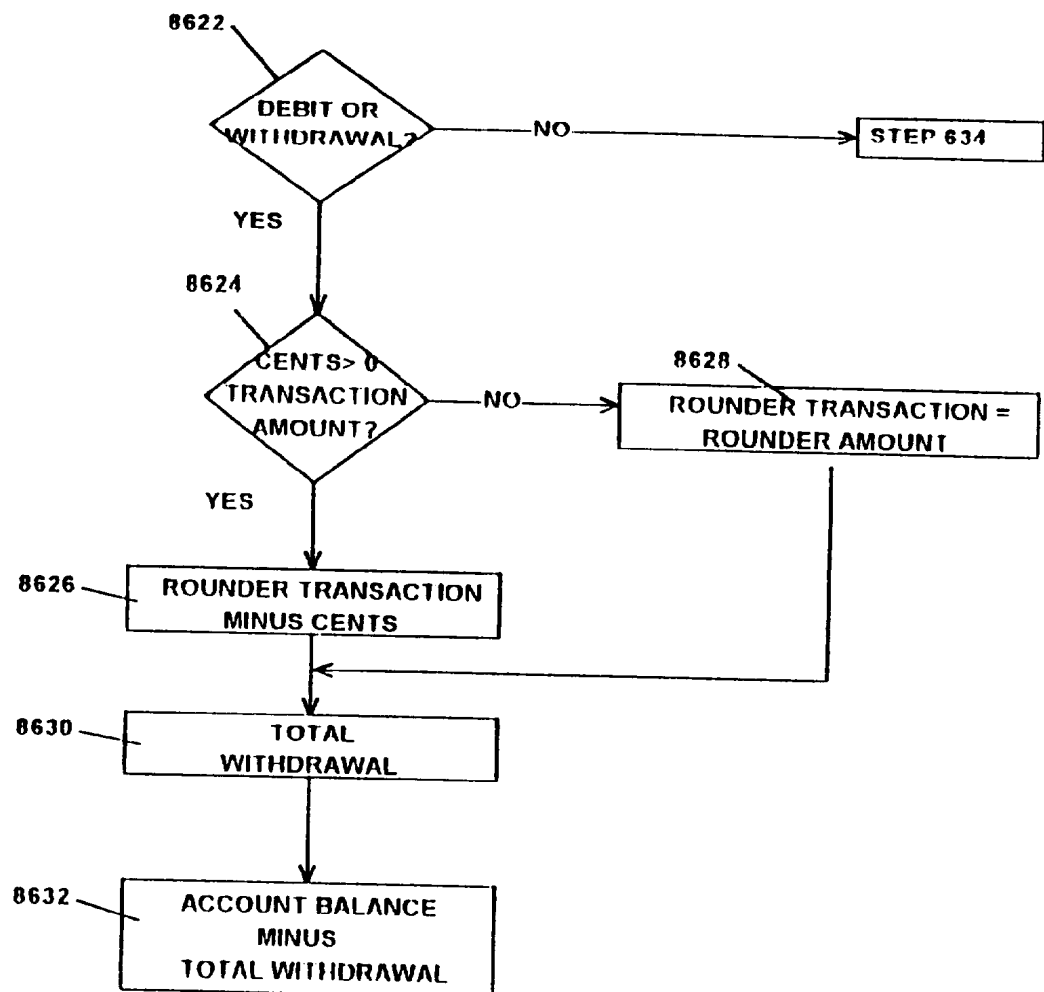 8622
DEBIT OR
WITHDRAWAL?
NO
STEP 634
YES
8624
CENTS> 0
TRANSACTION
AMOUNT?
NO
8628
ROUNDER TRANSACTION =
ROUNDER AMOUNT
YES
8626
ROUNDER TRANSACTION
MINUS CENTS
8630
TOTAL
WITHDRAWAL
8632
ACCOUNT BALANCE
MINUS
TOTAL WITHDRAWAL